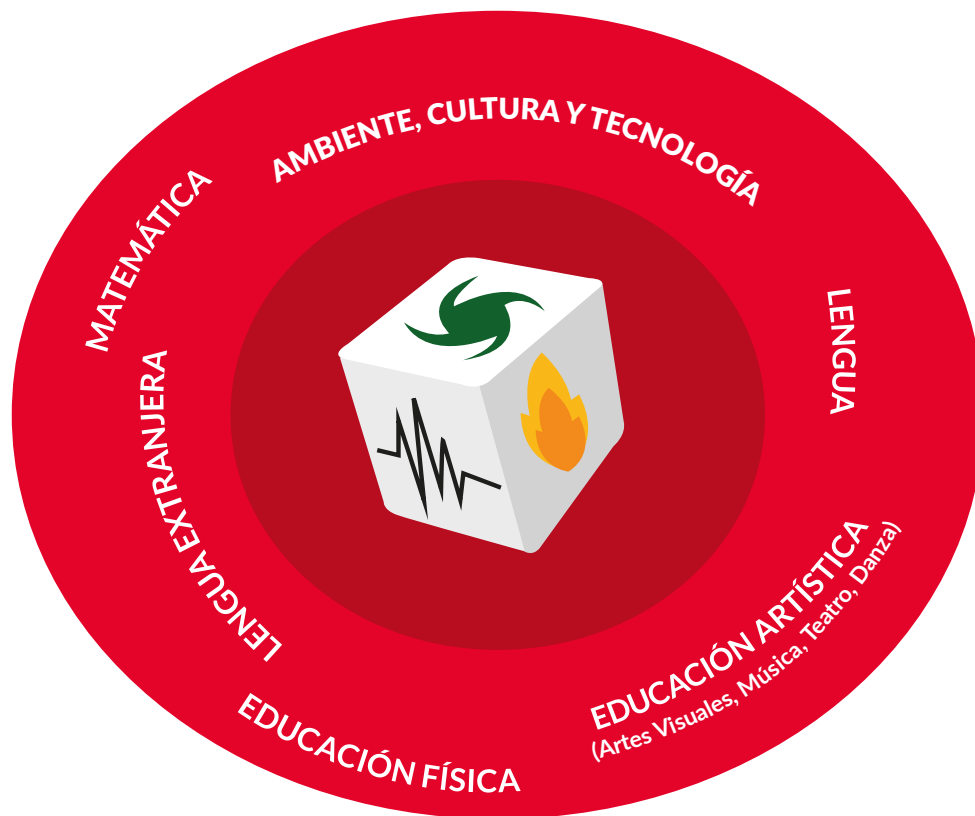 AMBIENTE, CULTURA Y TECNOLOGÍA
MATEMÁTICA
LENGUA
LENGUA EXTRANJERA
EDUCACIÓN ARTÍSTICA
(Artes Visuales, Música, Teatro, Danza)
EDUCACIÓN FÍSICA